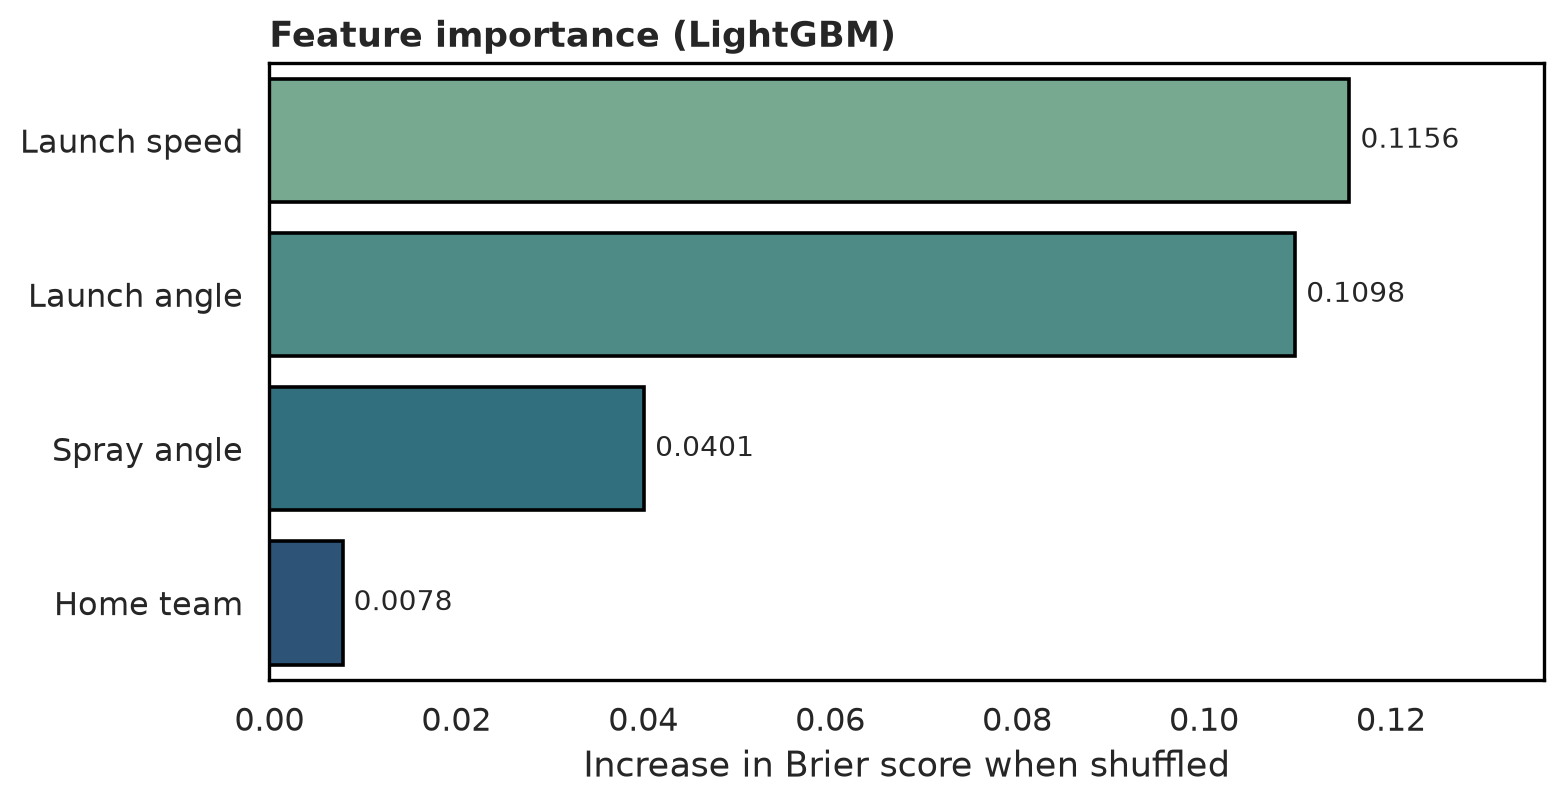 Feature importance (LightGBM)
Launch speed
0.1156
Launch angle
0.1098
Spray angle
0.0401
Home team
0.0078
0.00 0.02 0.04 0.06 0.08 0.10 0.12
Increase in Brier score when shuffled